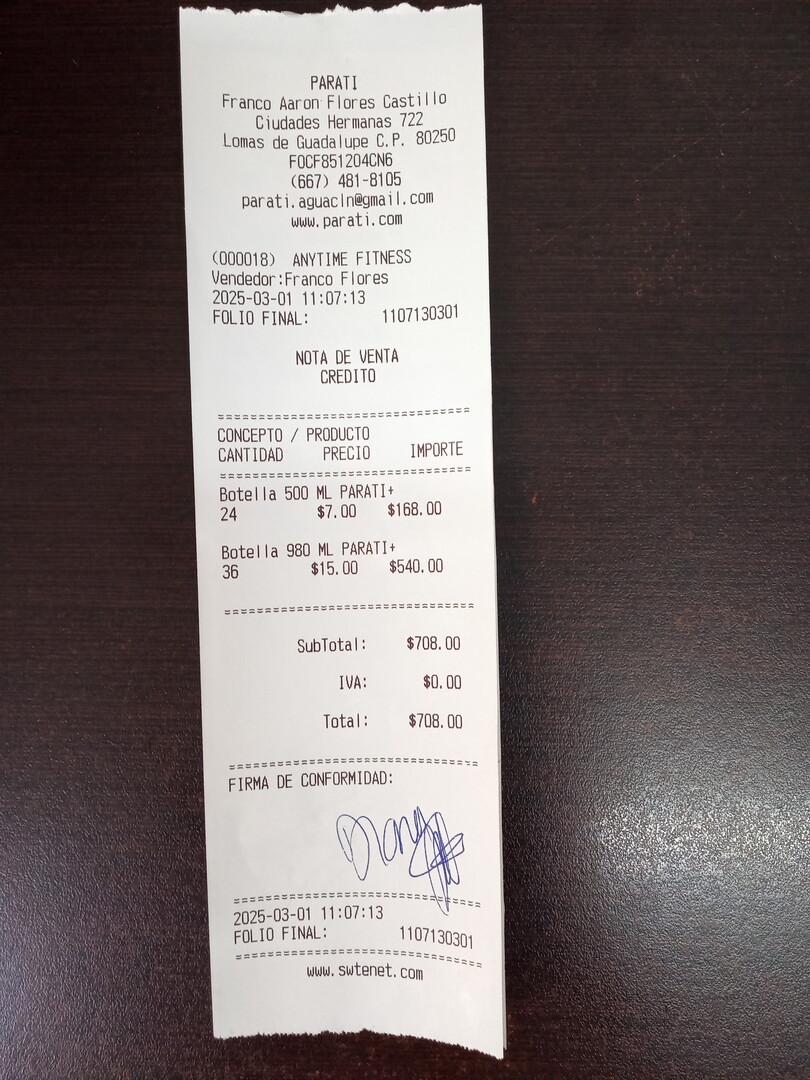 PARATI
Franco Aaron Flores Castillo
Ciudades Hermanas 722
Lomas de Guadalupe C.P. 80250
FOCF851204CN6
(667) 481-8105
parati.aguacln@gmail.com
www.parati.com
(000018) ANYTIME FITNESS
Vendedor:Franco Flores
2025-03-01 11:07:13
FOLIO FINAL: 1107130301
NOTA DE VENTA
CREDITO
CONCEPTO / PRODUCTO
CANTIDAD PRECIO IMPORTE
Botella 500 ML PARATI+
24 $7.00 $168.00
Botella 980 ML PARATI+
36 $15.00 $540.00
SubTotal: $708.00
IVA: $0.00
Total: $708.00
FIRMA DE CONFORMIDAD:
2025-03-01 11:07:13
FOLIO FINAL: 1107130301
www.swtenet.com